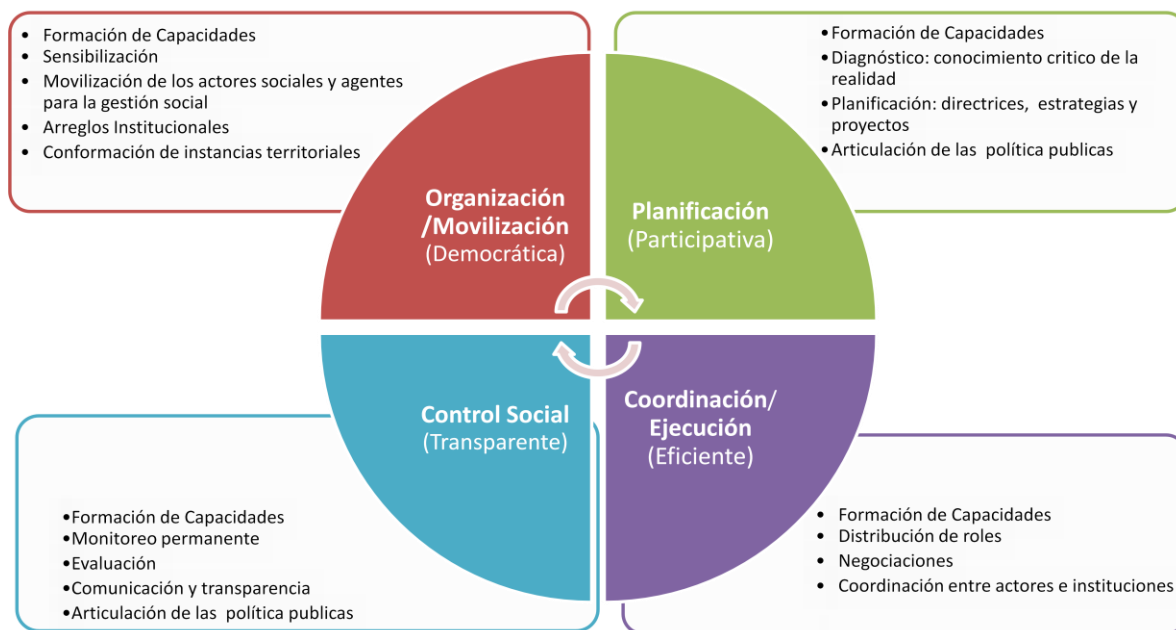 • Formación de Capacidades
• Sensibilización
• Movilización de los actores sociales y agentes
para la gestión social
• Arreglos Institucionales
• Conformación de instancias territoriales
•Formación de Capacidades
•Diagnóstico: conocimiento critico de la
realidad
•Planificación: directrices, estrategias y
proyectos
•Articulación de las política publicas
Organización
/Movilización
(Democrática)
Planificación
(Participativa)
Control Social
(Transparente)
Coordinación/
Ejecución
(Eficiente)
•Formación de Capacidades
•Monitoreo permanente
•Evaluación
•Comunicación y transparencia
•Articulación de las política publicas
• Formación de Capacidades
• Distribución de roles
• Negociaciones
• Coordinación entre actores e instituciones